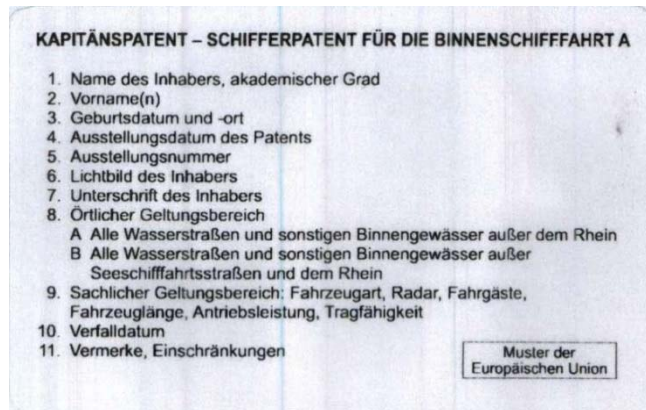 KAPITÄNSPATENT – SCHIFFERPATENT FÜR DIE BINNENSCHIFFFAHRT A
1. Name des Inhabers, akademischer Grad
2. Vorname(n)
3. Geburtsdatum und -ort
4. Ausstellungsdatum des Patents
5. Ausstellungsnummer
6. Lichtbild des Inhabers
7. Unterschrift des Inhabers
8. Örtlicher Geltungsbereich
A Alle Wasserstraßen und sonstigen Binnengewässer außer dem Rhein
B Alle Wasserstraßen und sonstigen Binnengewässer außer
Seeschifffahrtsstraßen und dem Rhein
9. Sachlicher Geltungsbereich: Fahrzeugart, Radar, Fahrgäste,
Fahrzeuglänge, Antriebsleistung, Tragfähigkeit
10. Verfalldatum
11. Vermerke, Einschränkungen
Muster der
Europäischen Union